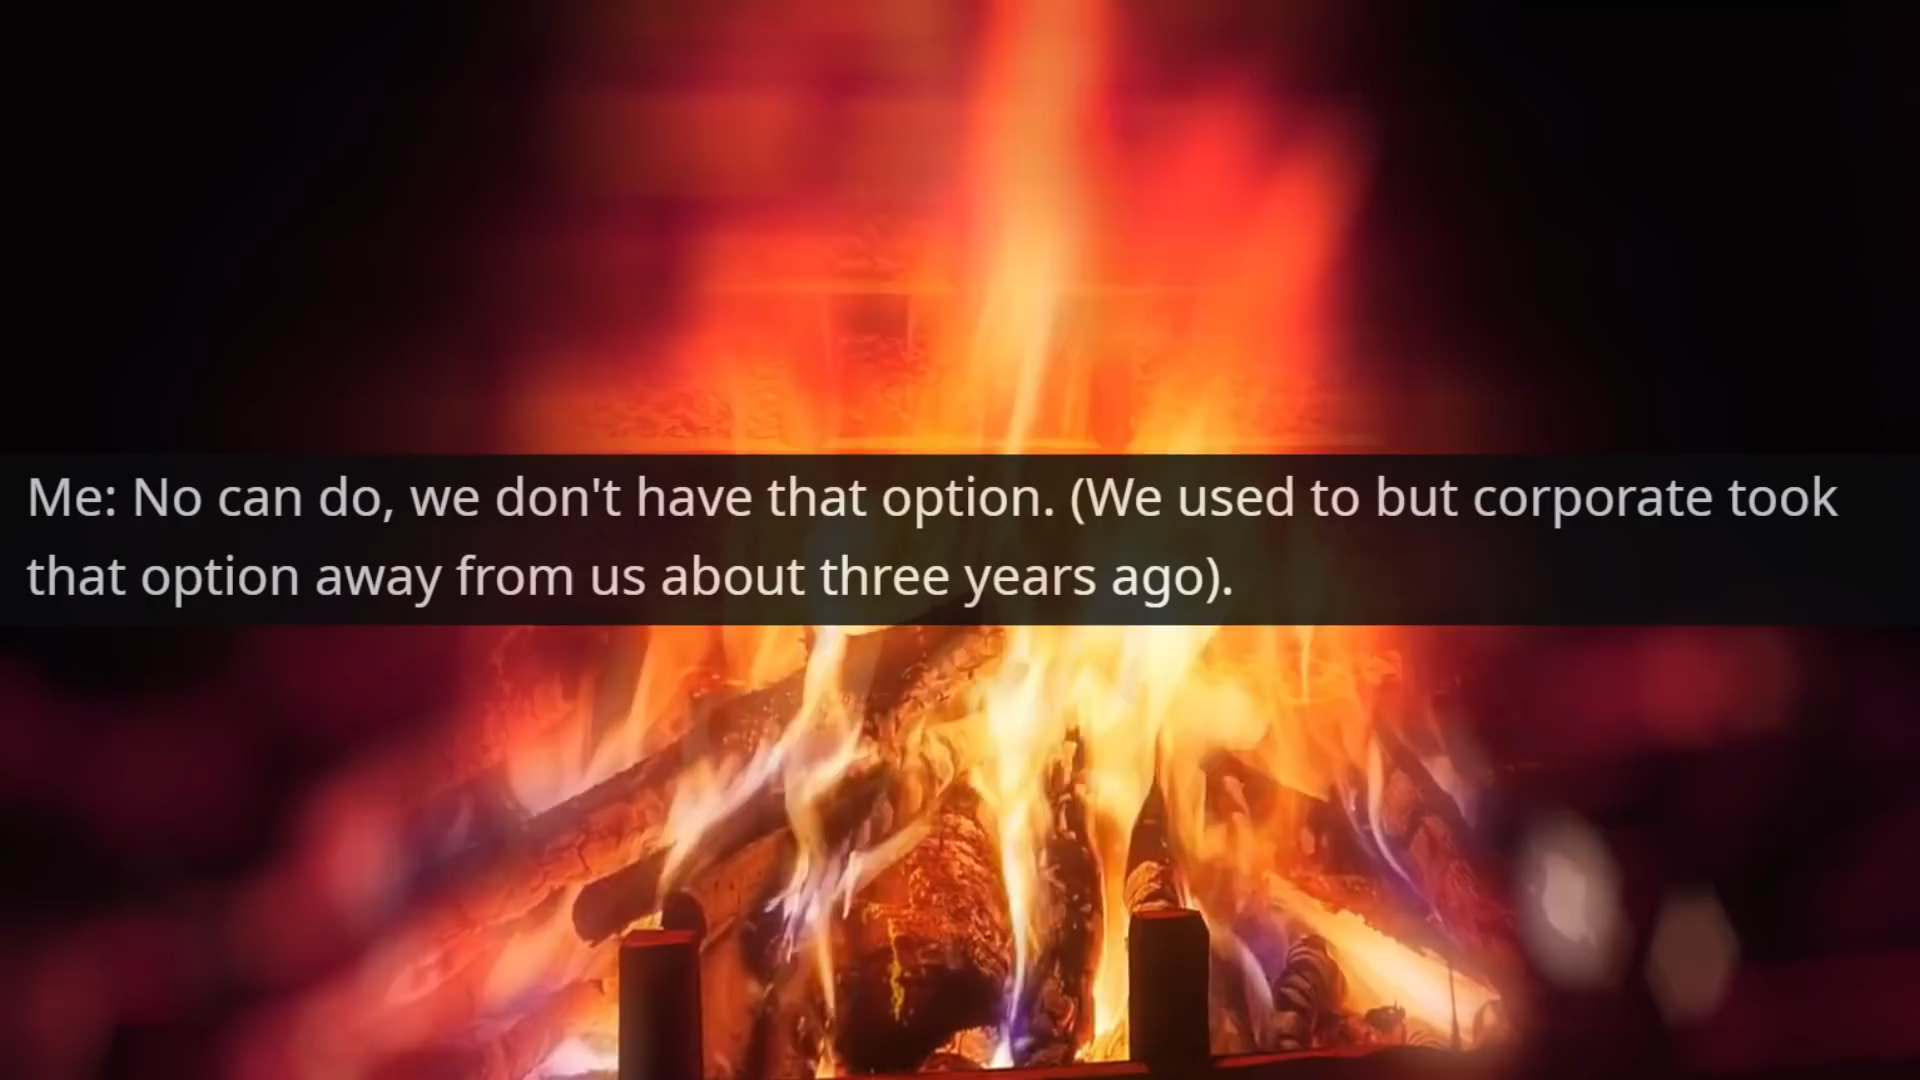 Me: No can do, we don't have that option. (We used to but corporate took
that option away from us about three years ago).